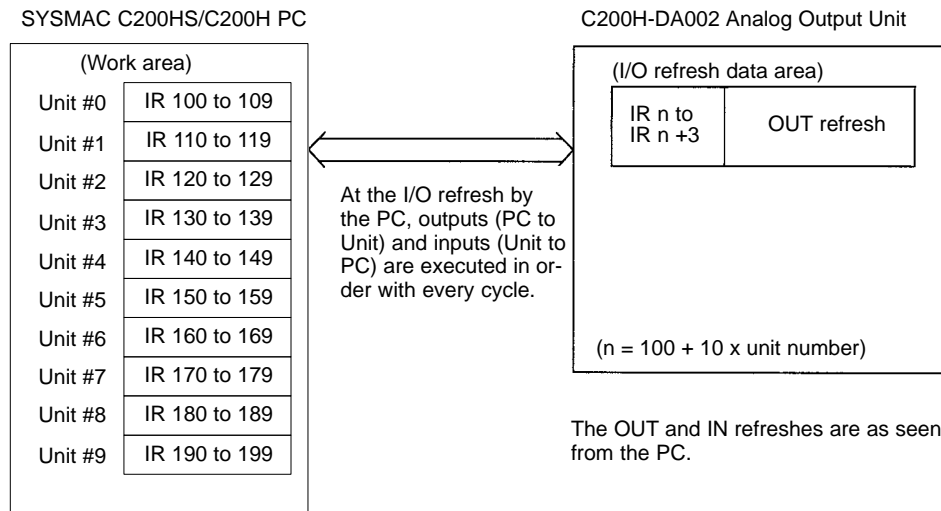 SYSMAC C200HS/C200H PC
(Work area)
Unit #0 IR 100 to 109
Unit #1 IR 110 to 119
Unit #2 IR 120 to 129
Unit #3 IR 130 to 139
Unit #4 IR 140 to 149
Unit #5 IR 150 to 159
Unit #6 IR 160 to 169
Unit #7 IR 170 to 179
Unit #8 IR 180 to 189
Unit #9 IR 190 to 199
At the I/O refresh by
the PC, outputs (PC to
Unit) and inputs (Unit to
PC) are executed in or-
der with every cycle.
C200H-DA002 Analog Output Unit
(I/O refresh data area)
IR n to
IR n +3
OUT refresh
(n = 100 + 10 x unit number)
The OUT and IN refreshes are as seen
from the PC.